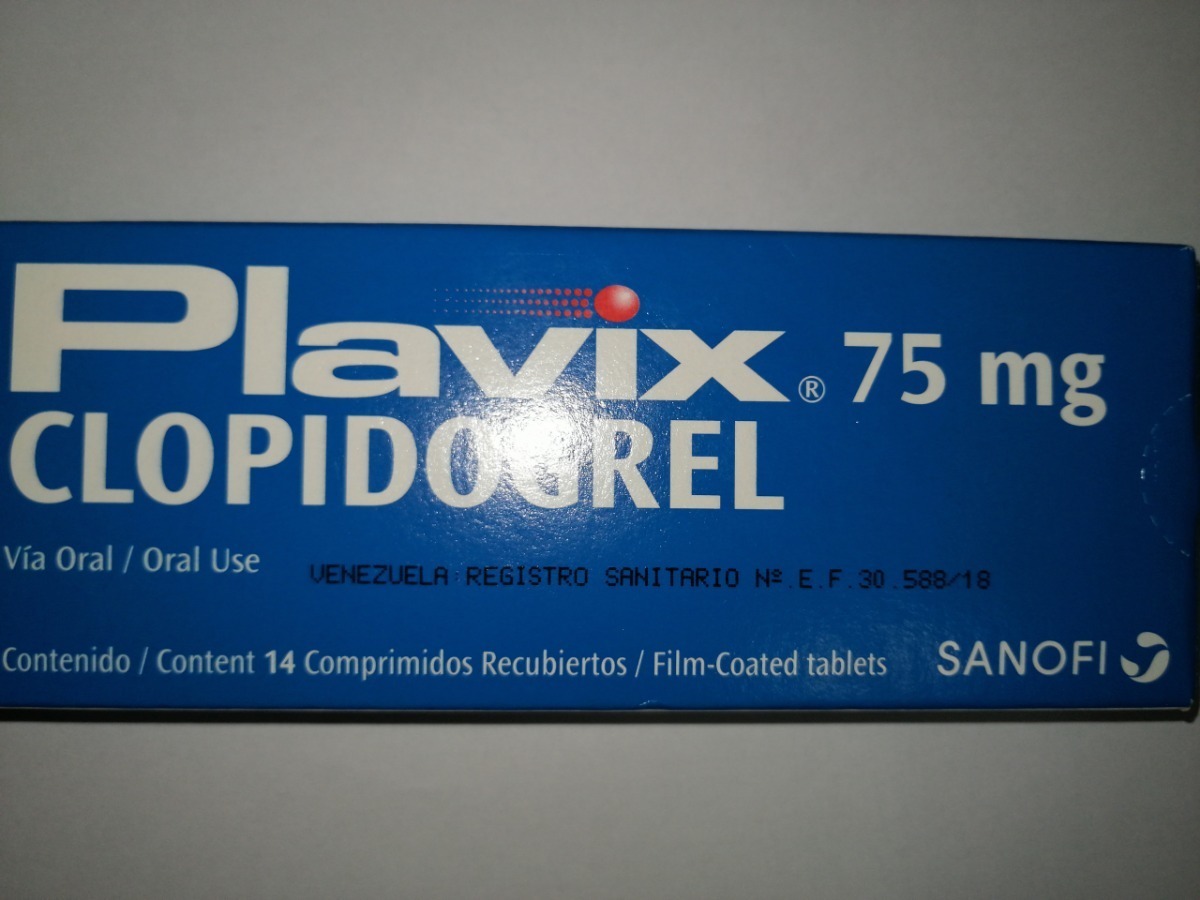 Plavix® 75 mg
CLOPIDOGREL
Vía Oral / Oral Use
VENEZUELA: REGISTRO SANITARIO Nº.E.F.30.588/18
Contenido / Content 14 Comprimidos Recubiertos / Film-Coated tablets
SANOFI